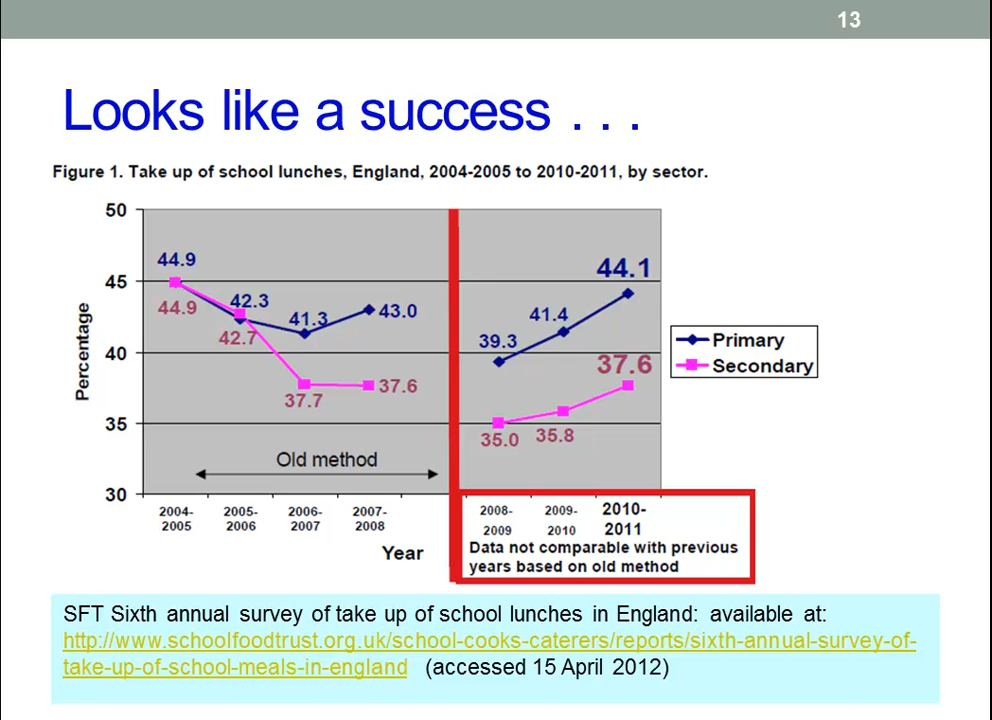 13
Looks like a success . . .
Figure 1. Take up of school lunches, England, 2004-2005 to 2010-2011, by sector.
50
45
40
35
30
Percentage
44.9
44.9
42.3
42.7
41.3
37.7
43.0
37.6
39.3
35.0
41.4
35.8
44.1
37.6
Primary
Secondary
Old method
2004-
2005
2005-
2006
2006-
2007
2007-
2008
2008-
2009
2009-
2010
2010-
2011
Year
Data not comparable with previous
years based on old method
SFT Sixth annual survey of take up of school lunches in England: available at:
http://www.schoolfoodtrust.org.uk/school-cooks-caterers/reports/sixth-annual-survey-of-
take-up-of-school-meals-in-england (accessed 15 April 2012)